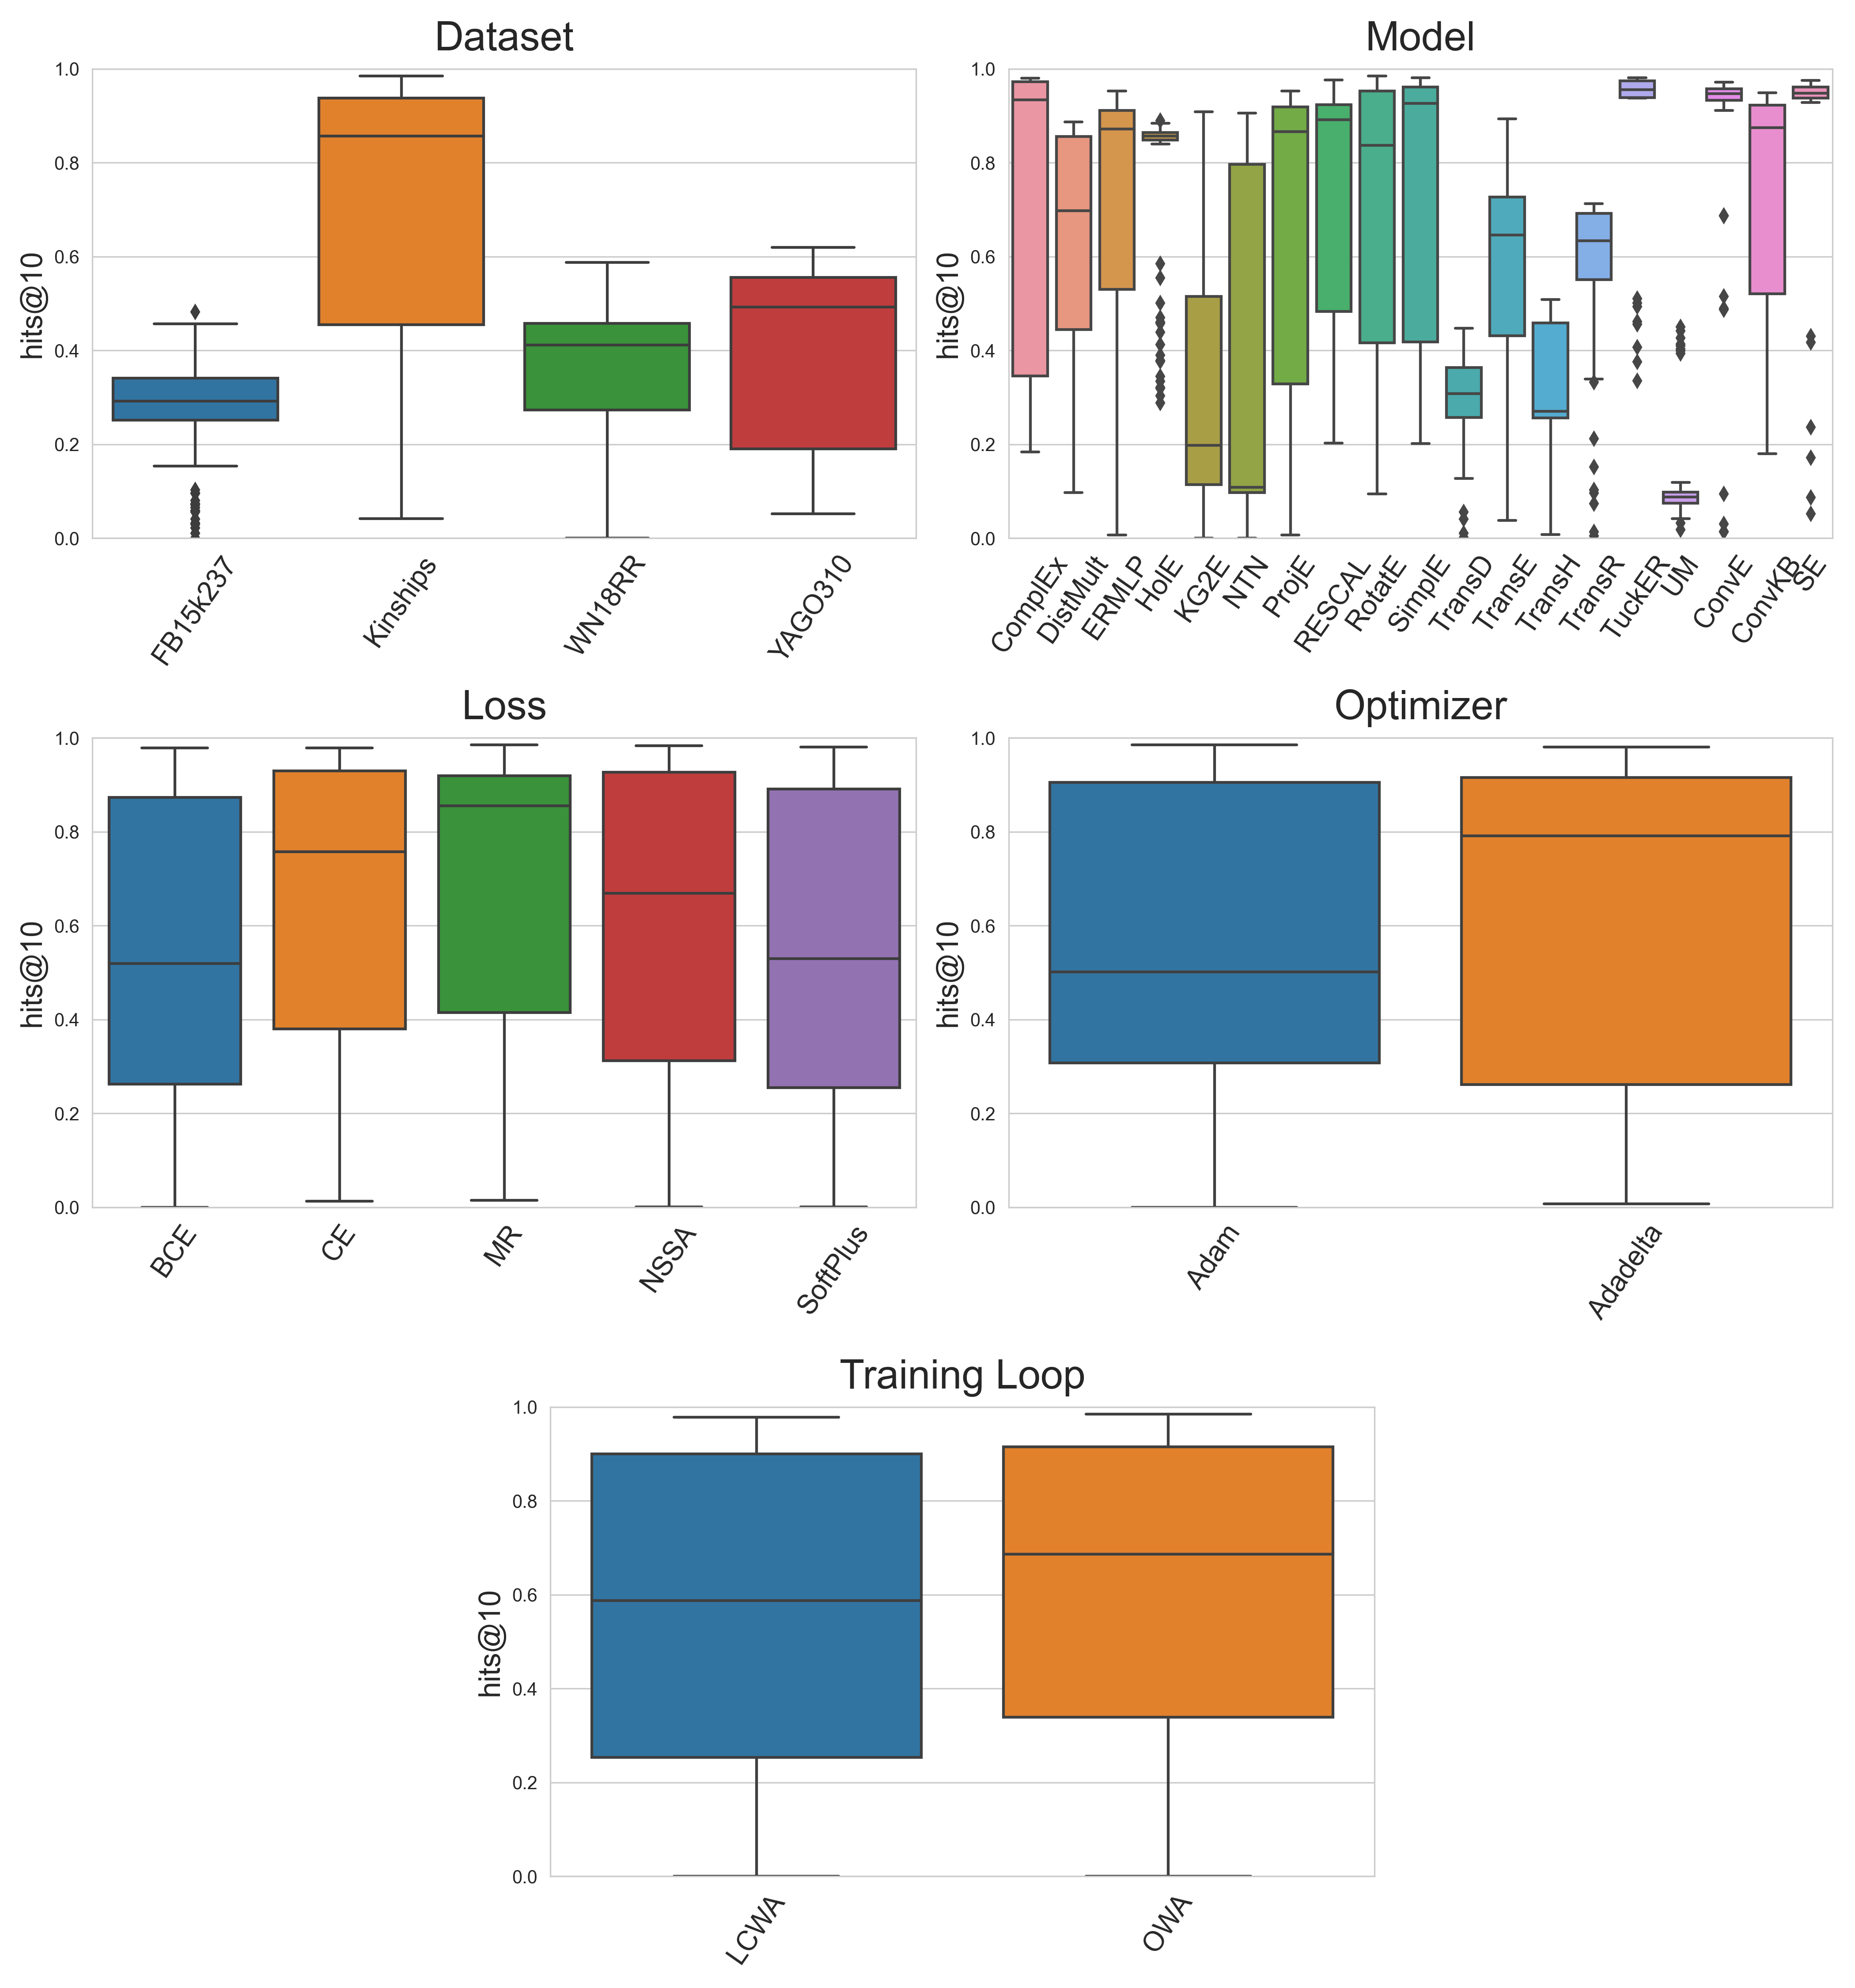 Dataset
hits@10
1.0
0.8
0.6
0.4
0.2
0.0
FB15k237
Kinships
WN18RR
YAGO310
Model
hits@10
1.0
0.8
0.6
0.4
0.2
0.0
ComplEx
DistMult
ERMLP
HolE
KG2E
NTN
ProjE
RESCAL
RotatE
SimplE
TransD
TransE
TransH
TransR
TuckER
UM
ConvE
ConvKB
SE
Loss
hits@10
1.0
0.8
0.6
0.4
0.2
0.0
BCE
CE
MR
NSSA
SoftPlus
Optimizer
hits@10
1.0
0.8
0.6
0.4
0.2
0.0
Adam
Adadelta
Training Loop
hits@10
1.0
0.8
0.6
0.4
0.2
0.0
LCWA
OWA